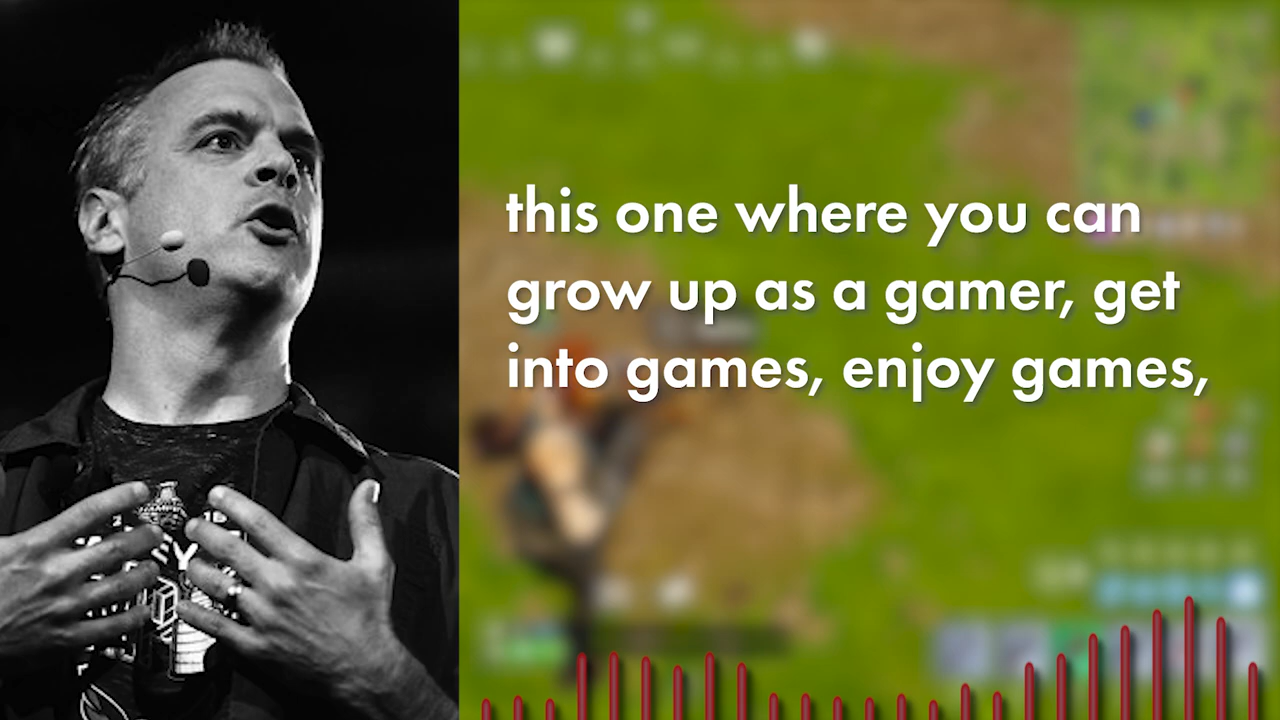 this one where you can
grow up as a gamer, get
into games, enjoy games,